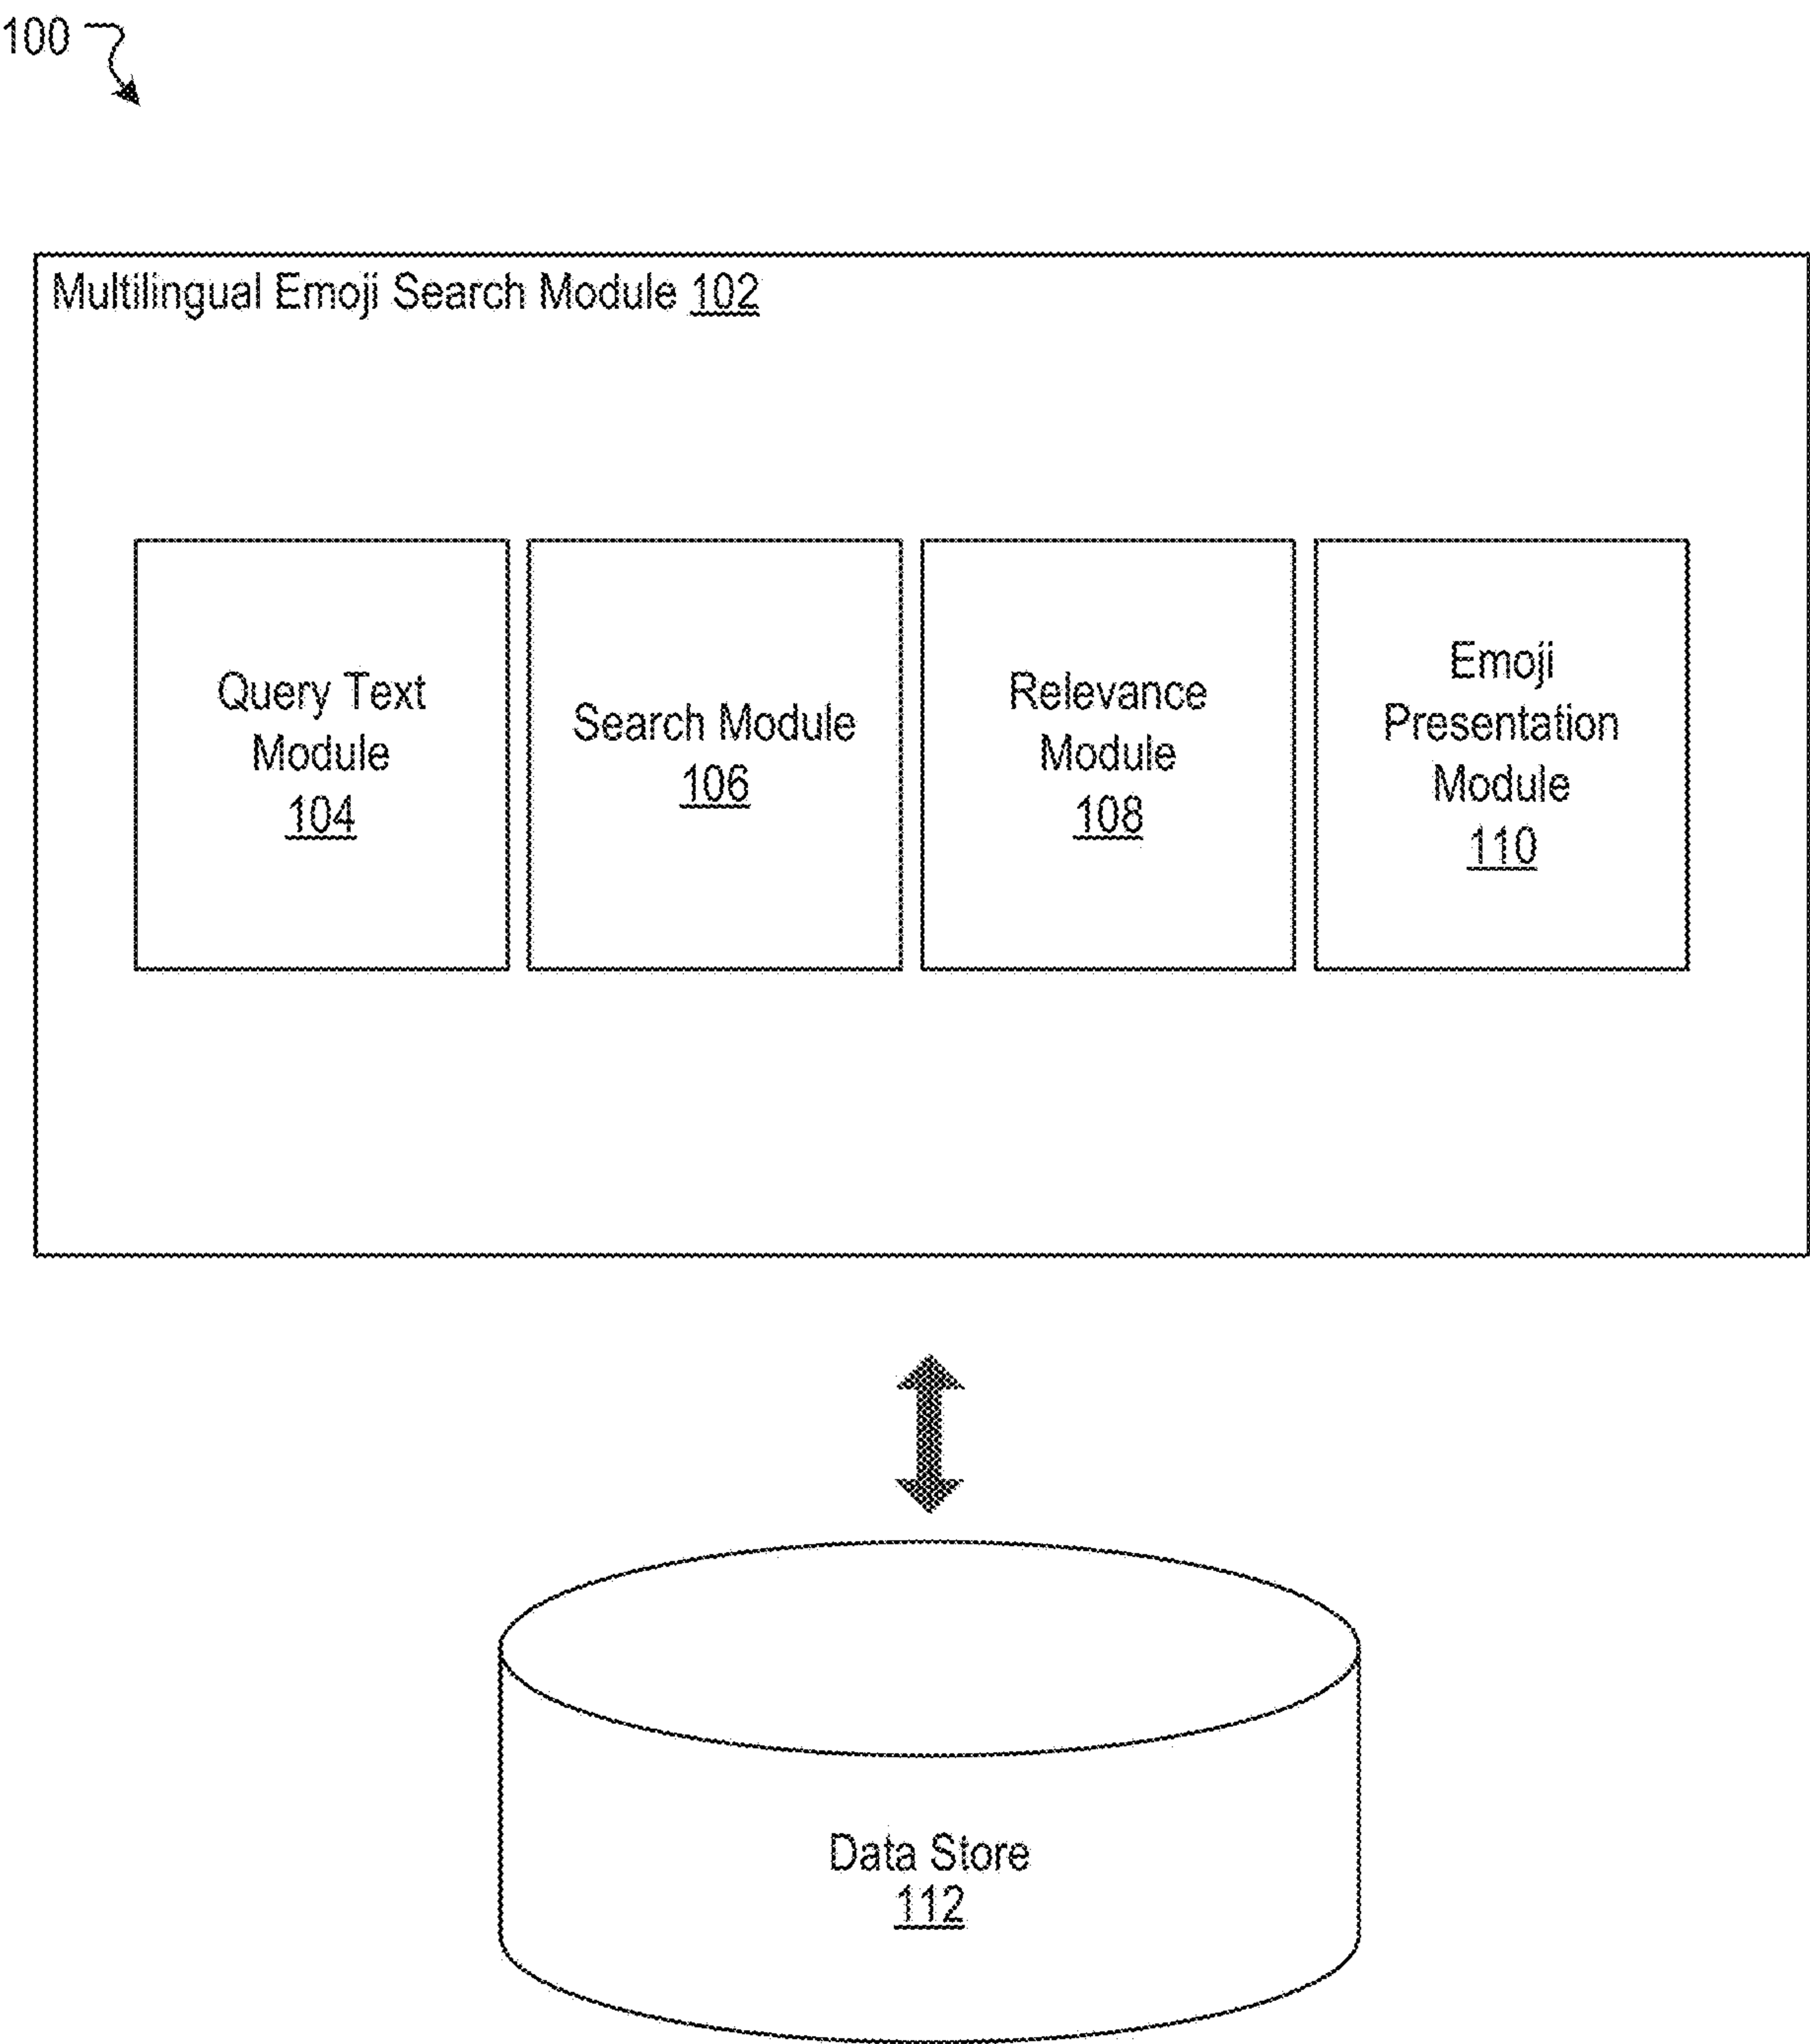 100
Multilingual Emoji Search Module 102
Query Text
Module
104
Search Module
106
Relevance
Module
108
Emoji
Presentation
Module
110
Data Store
112